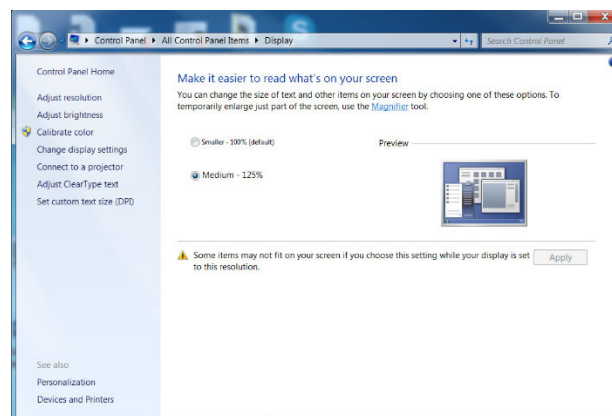 Control Panel ▸ All Control Panel Items ▸ Display
Search Control Panel
Control Panel Home
Adjust resolution
Adjust brightness
Calibrate color
Change display settings
Connect to a projector
Adjust ClearType text
Set custom text size (DPI)
Make it easier to read what's on your screen
You can change the size of text and other items on your screen by choosing one of these options. To
temporarily enlarge just part of the screen, use the Magnifier tool.
Smaller - 100% (default)
Preview
Medium - 125%
Some items may not fit on your screen if you choose this setting while your display is set
to this resolution.
Apply
See also
Personalization
Devices and Printers